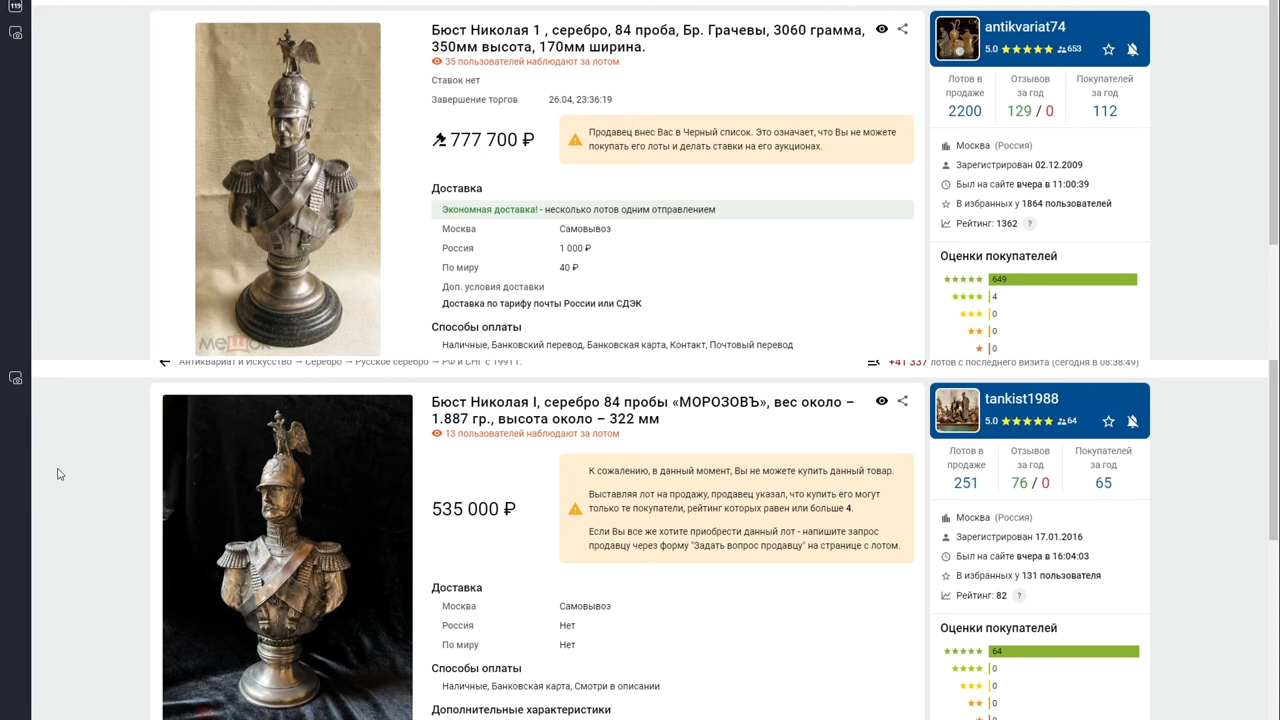 119
Бюст Николая 1 , серебро, 84 проба, Бр. Грачевы, 3060 грамма,
350мм высота, 170мм ширина.
35 пользователей наблюдают за лотом
Ставок нет
Завершение торгов 26.04, 23:36:19
777 700 ₽
Продавец внес Вас в Черный список. Это означает, что Вы не можете
покупать его лоты и делать ставки на его аукционах.
Доставка
Экономная доставка! - несколько лотов одним отправлением
Москва Самовывоз
Россия 1 000 ₽
По миру 40 ₽
Доп. условия доставки
Доставка по тарифу почты России или СДЭК
Способы оплаты
Наличные, Банковский перевод, Банковская карта, Контакт, Почтовый перевод
antikvariat74
5.0 653
Лотов в продаже
2200
Отзывов за год
129 / 0
Покупателей за год
112
Москва (Россия)
Зарегистрирован 02.12.2009
Был на сайте вчера в 11:00:39
В избранных у 1864 пользователей
Рейтинг: 1362 ?
Оценки покупателей
649
4
0
0
0
Антиквариат и Искусство → Серебро → Русское серебро → РФ и СНГ с 1991 г.
+41 337 лотов с последнего визита (сегодня в 08:38:49)
Бюст Николая I, серебро 84 пробы «МОРОЗОВЪ», вес около –
1.887 гр., высота около – 322 мм
13 пользователей наблюдают за лотом
535 000 ₽
К сожалению, в данный момент, Вы не можете купить данный товар.
Выставляя лот на продажу, продавец указал, что купить его могут
только те покупатели, рейтинг которых равен или больше 4.
Если Вы все же хотите приобрести данный лот - напишите запрос
продавцу через форму "Задать вопрос продавцу" на странице с лотом.
Доставка
Москва Самовывоз
Россия Нет
По миру Нет
Способы оплаты
Наличные, Банковская карта, Смотри в описании
Дополнительные характеристики
tankist1988
5.0 64
Лотов в продаже
251
Отзывов за год
76 / 0
Покупателей за год
65
Москва (Россия)
Зарегистрирован 17.01.2016
Был на сайте вчера в 16:04:03
В избранных у 131 пользователя
Рейтинг: 82 ?
Оценки покупателей
64
0
0
0